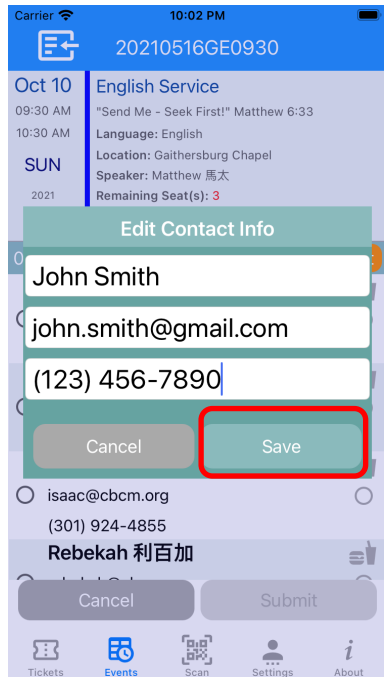 Carrier 10:02 PM
20210516GE0930
Oct 10
09:30 AM
10:30 AM
SUN
2021
English Service
"Send Me - Seek First!" Matthew 6:33
Language: English
Location: Gaithersburg Chapel
Speaker: Matthew 馬太
Remaining Seat(s): 3
Edit Contact Info
John Smith
john.smith@gmail.com
(123) 456-7890
Cancel Save
isaac@cbcm.org
(301) 924-4855
Rebekah 利百加
Cancel Submit
Tickets Events Scan Settings About